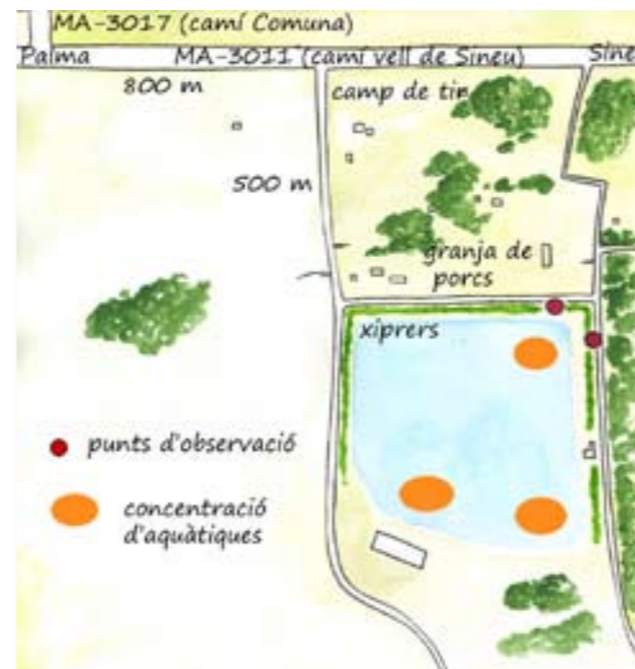 MA-3017 (camí Comuna)
Palma MA-3011 (camí vell de Sineu) Sine
800 m
camp de tir
500 m
granja de
porcs
xiprers
punts d'observació
concentració
d'aquàtiques